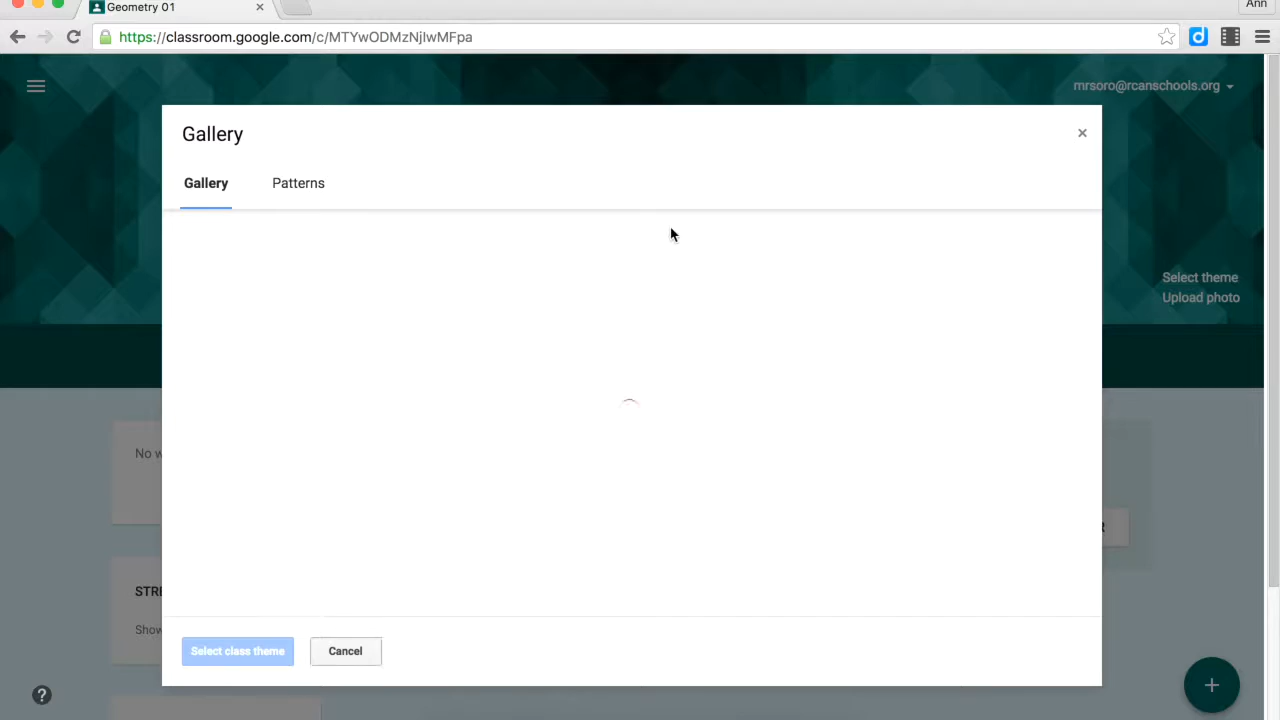 Geometry 01
Ann
https://classroom.google.com/c/MTYwODMzNjIwMFpa
mrsoro@rcanschools.org
Gallery
Gallery
Patterns
Select theme
Upload photo
No w
R
STRE
Show
Select class theme
Cancel